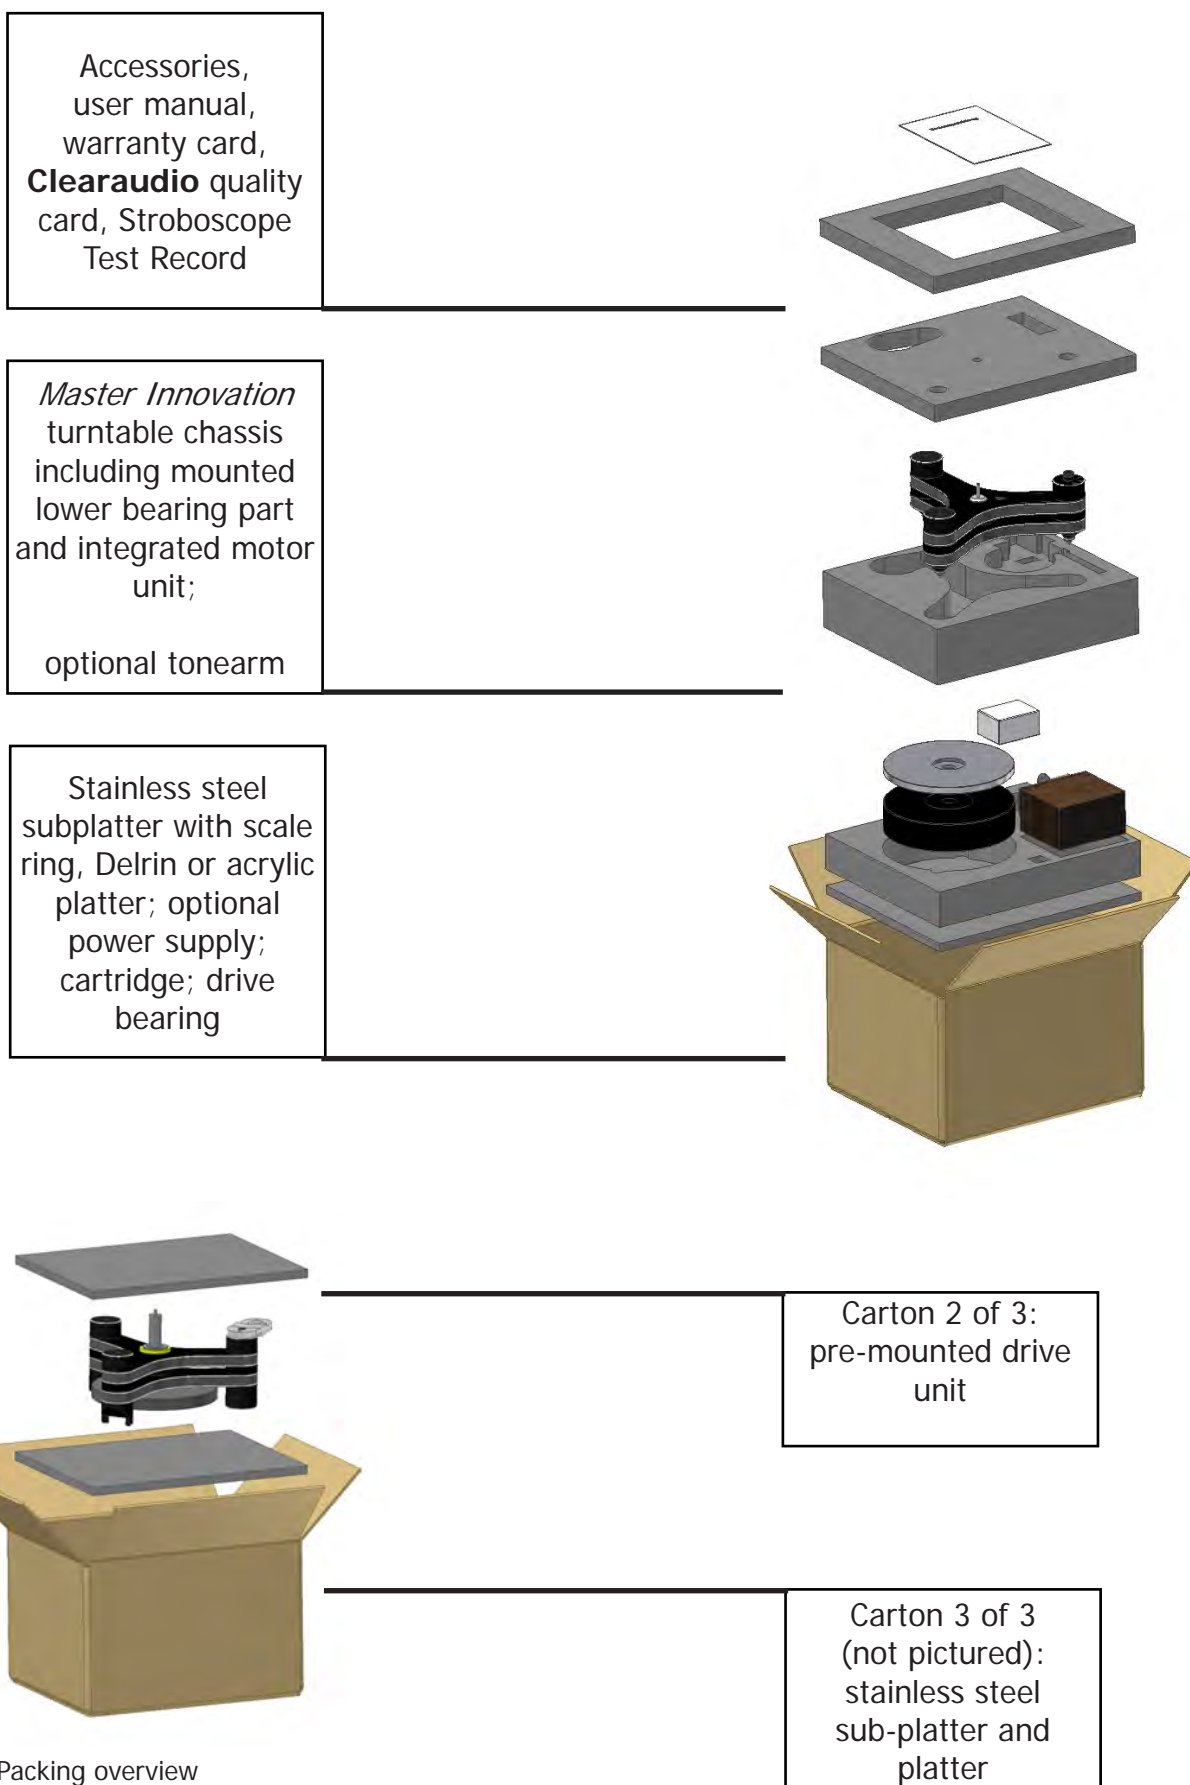 Accessories,
user manual,
warranty card,
Clearaudio quality
card, Stroboscope
Test Record
Master Innovation
turntable chassis
including mounted
lower bearing part
and integrated motor
unit;
optional tonearm
Stainless steel
subplatter with scale
ring, Delrin or acrylic
platter; optional
power supply;
cartridge; drive
bearing
Carton 2 of 3:
pre-mounted drive
unit
Carton 3 of 3
(not pictured):
stainless steel
sub-platter and
platter
Packing overview